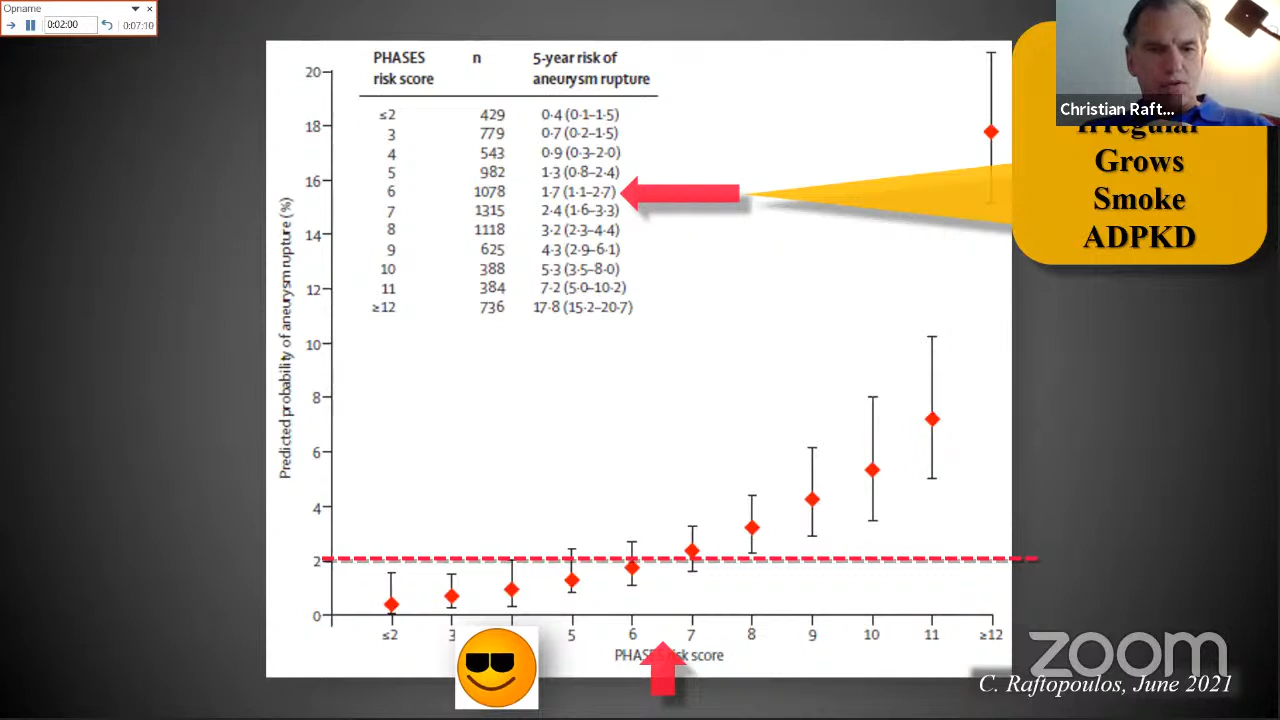 Opname
0:02:00
0:07:10
PHASES
risk score
n
5-year risk of
aneurysm rupture
≤2 429 0·4 (0·1–1·5)
3 779 0·7 (0·2–1·5)
4 543 0·9 (0·3–2·0)
5 982 1·3 (0·8–2·4)
6 1078 1·7 (1·1–2·7)
7 1315 2·4 (1·6–3·3)
8 1118 3·2 (2·3–4·4)
9 625 4·3 (2·9–6·1)
10 388 5·3 (3·5–8·0)
11 384 7·2 (5·0–10·2)
≥12 736 17·8 (15·2–20·7)
Predicted probability of aneurysm rupture (%)
20
18
16
14
12
10
8
6
4
2
0
≤2 3 5 6 7 8 9 10 11 ≥12
risk score
Christian Raft...
Irregular
Grows
Smoke
ADPKD
zoom
C. Raftopoulos, June 2021